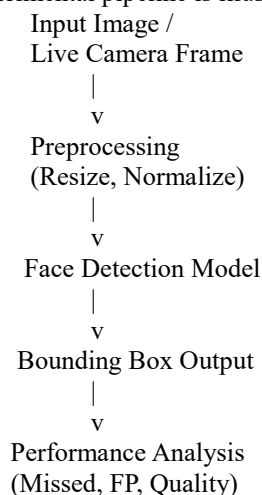 Input Image /
Live Camera Frame
|
v
Preprocessing
(Resize, Normalize)
|
v
Face Detection Model
|
v
Bounding Box Output
|
v
Performance Analysis
(Missed, FP, Quality)